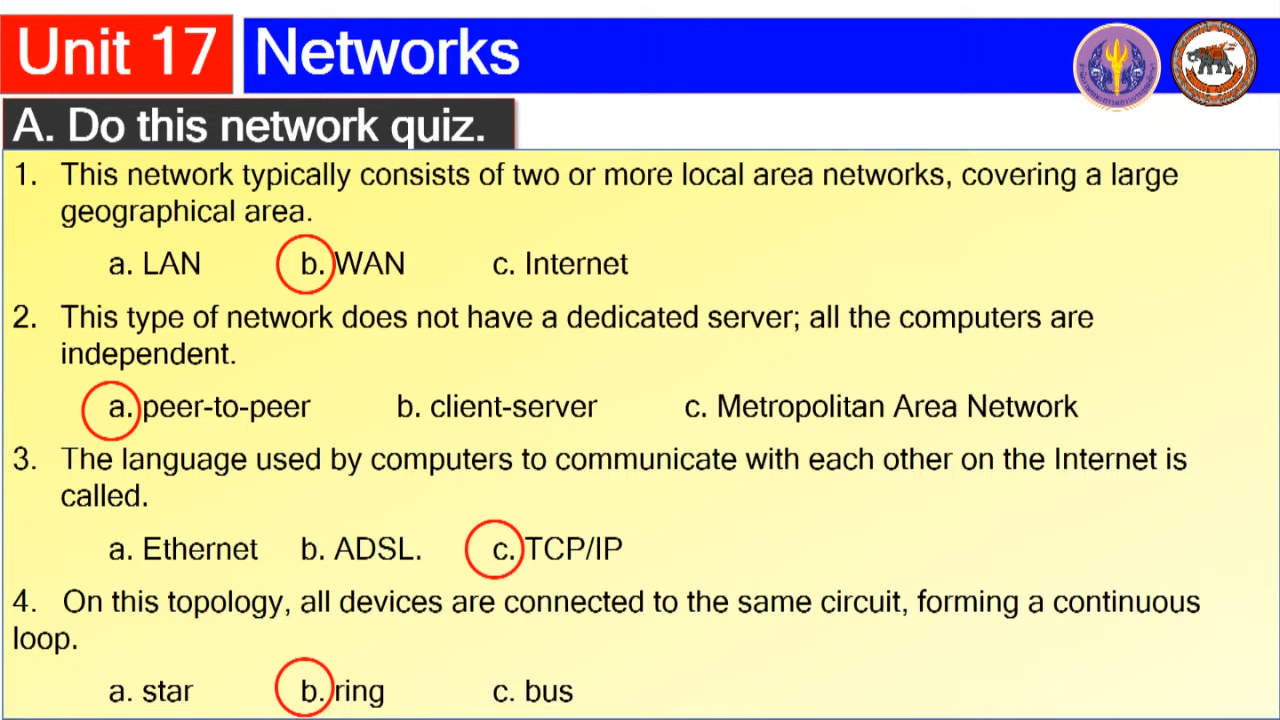 Unit 17 Networks
A. Do this network quiz.
1. This network typically consists of two or more local area networks, covering a large
geographical area.
a. LAN b. WAN c. Internet
2. This type of network does not have a dedicated server; all the computers are
independent.
a. peer-to-peer b. client-server c. Metropolitan Area Network
3. The language used by computers to communicate with each other on the Internet is
called.
a. Ethernet b. ADSL. c. TCP/IP
4. On this topology, all devices are connected to the same circuit, forming a continuous
loop.
a. star b. ring c. bus